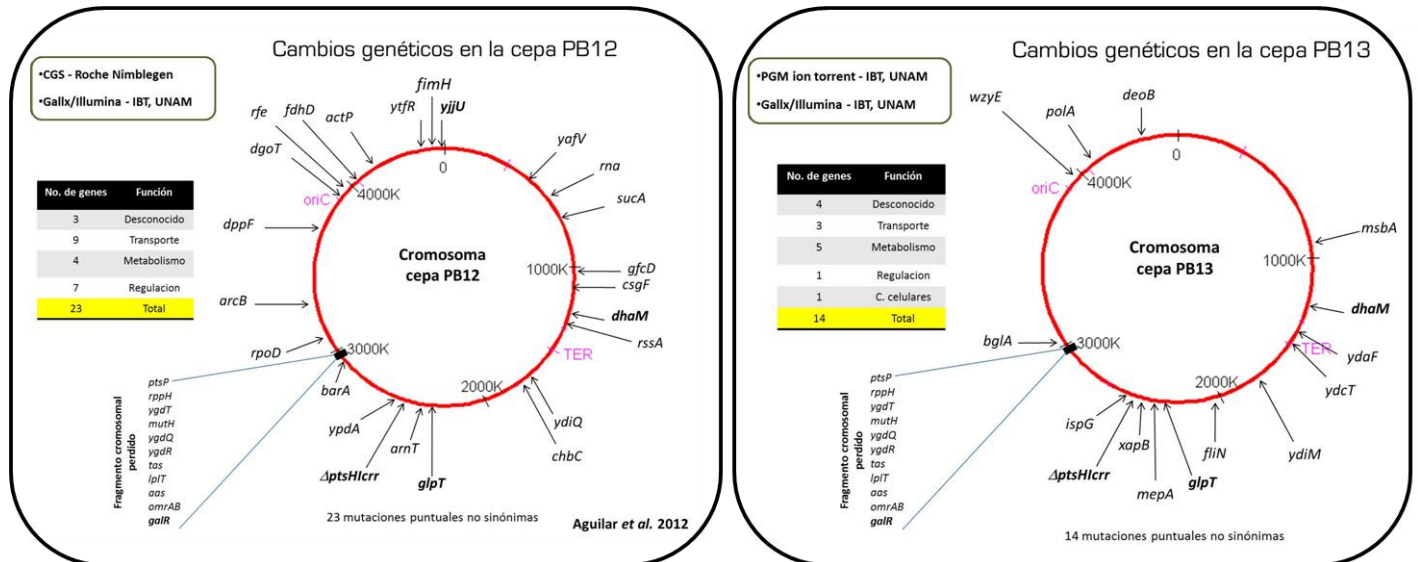 Cambios genéticos en la cepa PB12
•CGS - Roche Nimblegen
•GaIIx/Illumina - IBT, UNAM
No. de genes Función
3 Desconocido
9 Transporte
4 Metabolismo
7 Regulacion
23 Total
fimH
ytfR
yjjU
actP
fdhD
rfe
dgoT
yafV
rna
sucA
0
4000K
oriC
dppF
Cromosoma
cepa PB12
1000K
gfcD
csgF
dhaM
rssA
TER
arcB
rpoD
3000K
barA
2000K
ydiQ
chbC
ypdA
arnT
ΔptsHIcrr
glpT
Fragmento cromosomal
perdido
ptsP
rppH
ygdT
mutH
ygdQ
ygdR
tas
lplT
aas
omrAB
galR
23 mutaciones puntuales no sinónimas
Aguilar et al. 2012
Cambios genéticos en la cepa PB13
•PGM ion torrent - IBT, UNAM
•GaIIx/Illumina - IBT, UNAM
No. de genes Función
4 Desconocido
3 Transporte
5 Metabolismo
1 Regulacion
1 C. celulares
14 Total
wzyE
polA
deoB
0
4000K
oriC
msbA
Cromosoma
cepa PB13
1000K
dhaM
TER
ydaF
ydcT
bglA
3000K
2000K
ydiM
ispG
ΔptsHIcrr
xapB
mepA
glpT
fliN
Fragmento cromosomal
perdido
ptsP
rppH
ygdT
mutH
ygdQ
ygdR
tas
lplT
aas
omrAB
galR
14 mutaciones puntuales no sinónimas